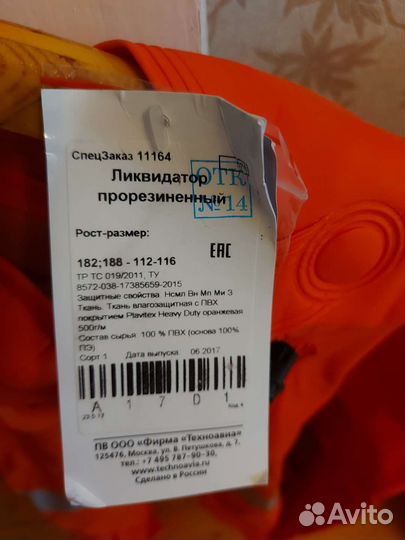 СпецЗаказ 11164
Ликвидатор
прорезиненный
ОТК
№ 14
Рост-размер:
EAC
182;188 - 112-116
ТР ТС 019/2011, ТУ
8572-038-17385659-2015
Защитные свойства: Нсмл Вн Мп Ми З
Ткань: Ткань влагозащитная с ПВХ
покрытием Plavitex Heavy Duty оранжевая
500г/м
Состав сырья: 100 % ПВХ (основа 100%
ПЭ)
Сорт 1 Дата выпуска 06.2017
A 1 7 0 1
ПВ ООО «Фирма «Техноавиа»
125476, Москва, ул. В. Петушкова, д. 7,
тел.: +7 495 787-90-30,
www.technoavia.ru
Сделано в России
Avito